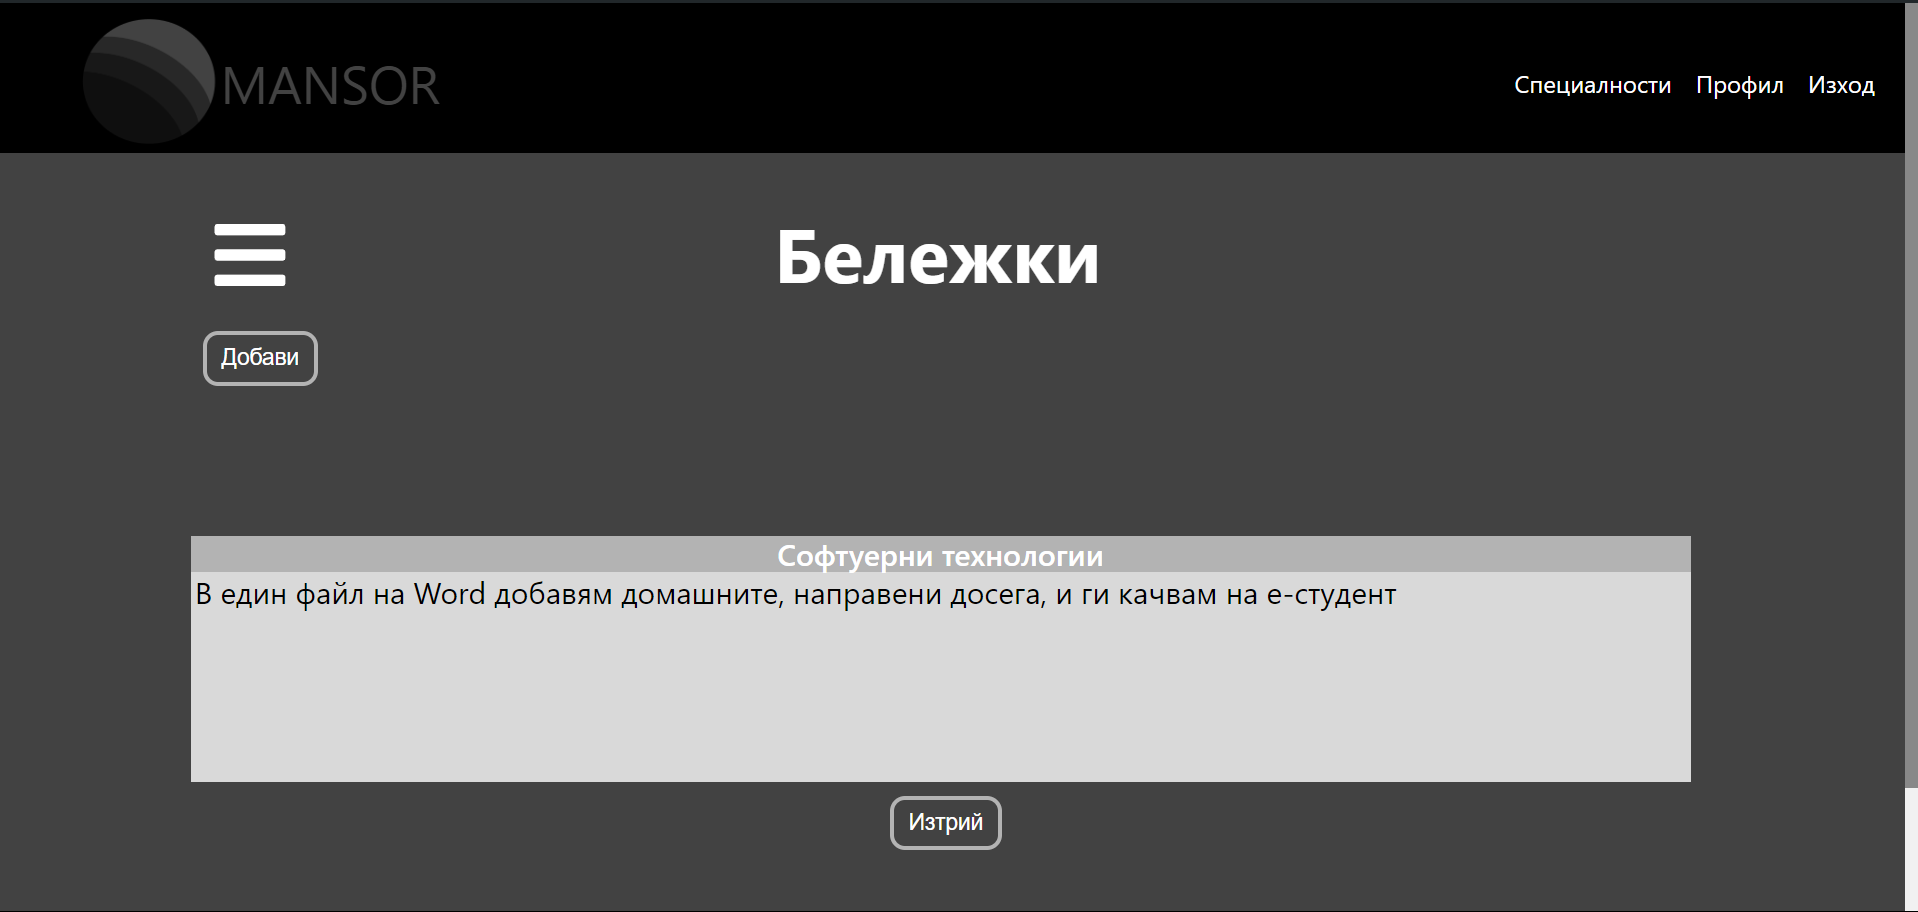 MANSOR
Специалности Профил Изход
Бележки
Добави
Софтуерни технологии
В един файл на Word добавям домашните, направени досега, и ги качвам на е-студент
Изтрий